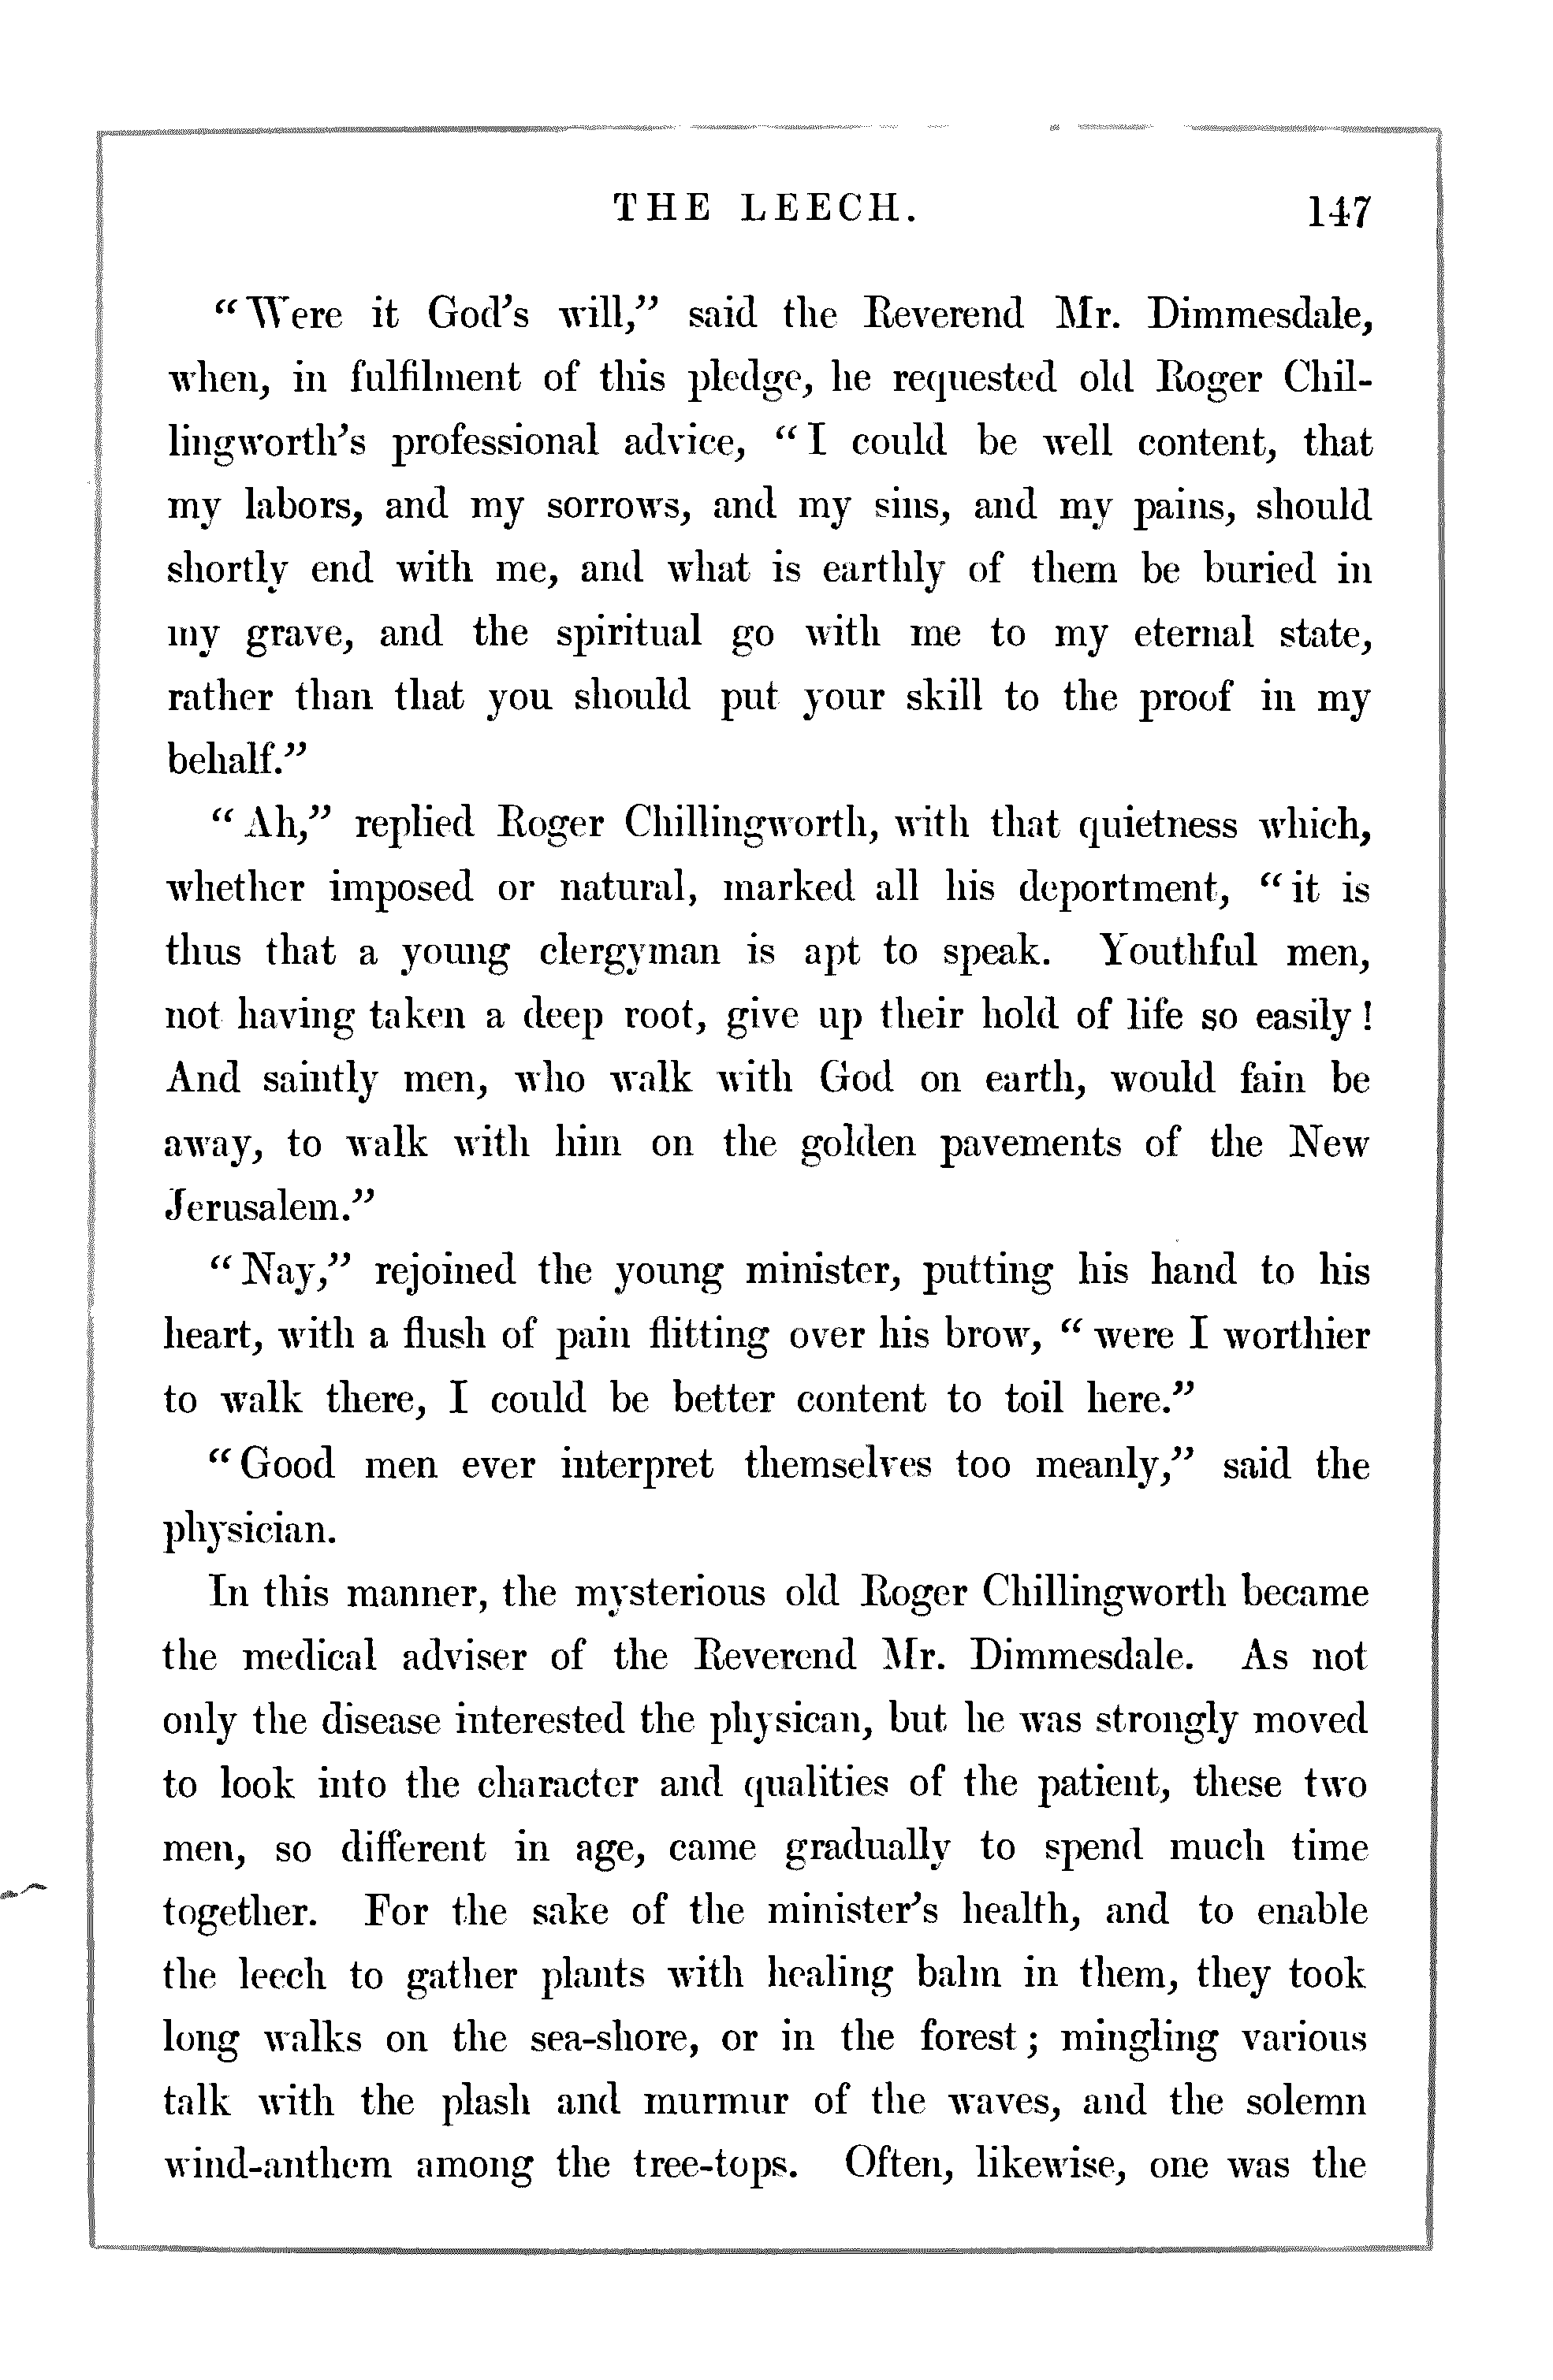 THE LEECH. 147
“Were it God’s will,” said the Reverend Mr. Dimmesdale,
when, in fulfilment of this pledge, he requested old Roger Chil-
lingworth’s professional advice, “I could be well content, that
my labors, and my sorrows, and my sins, and my pains, should
shortly end with me, and what is earthly of them be buried in
my grave, and the spiritual go with me to my eternal state,
rather than that you should put your skill to the proof in my
behalf.”
“Ah,” replied Roger Chillingworth, with that quietness which,
whether imposed or natural, marked all his deportment, “it is
thus that a young clergyman is apt to speak. Youthful men,
not having taken a deep root, give up their hold of life so easily!
And saintly men, who walk with God on earth, would fain be
away, to walk with him on the golden pavements of the New
Jerusalem.”
“Nay,” rejoined the young minister, putting his hand to his
heart, with a flush of pain flitting over his brow, “were I worthier
to walk there, I could be better content to toil here.”
“Good men ever interpret themselves too meanly,” said the
physician.
In this manner, the mysterious old Roger Chillingworth became
the medical adviser of the Reverend Mr. Dimmesdale. As not
only the disease interested the physican, but he was strongly moved
to look into the character and qualities of the patient, these two
men, so different in age, came gradually to spend much time
together. For the sake of the minister’s health, and to enable
the leech to gather plants with healing balm in them, they took
long walks on the sea-shore, or in the forest; mingling various
talk with the plash and murmur of the waves, and the solemn
wind-anthem among the tree-tops. Often, likewise, one was the